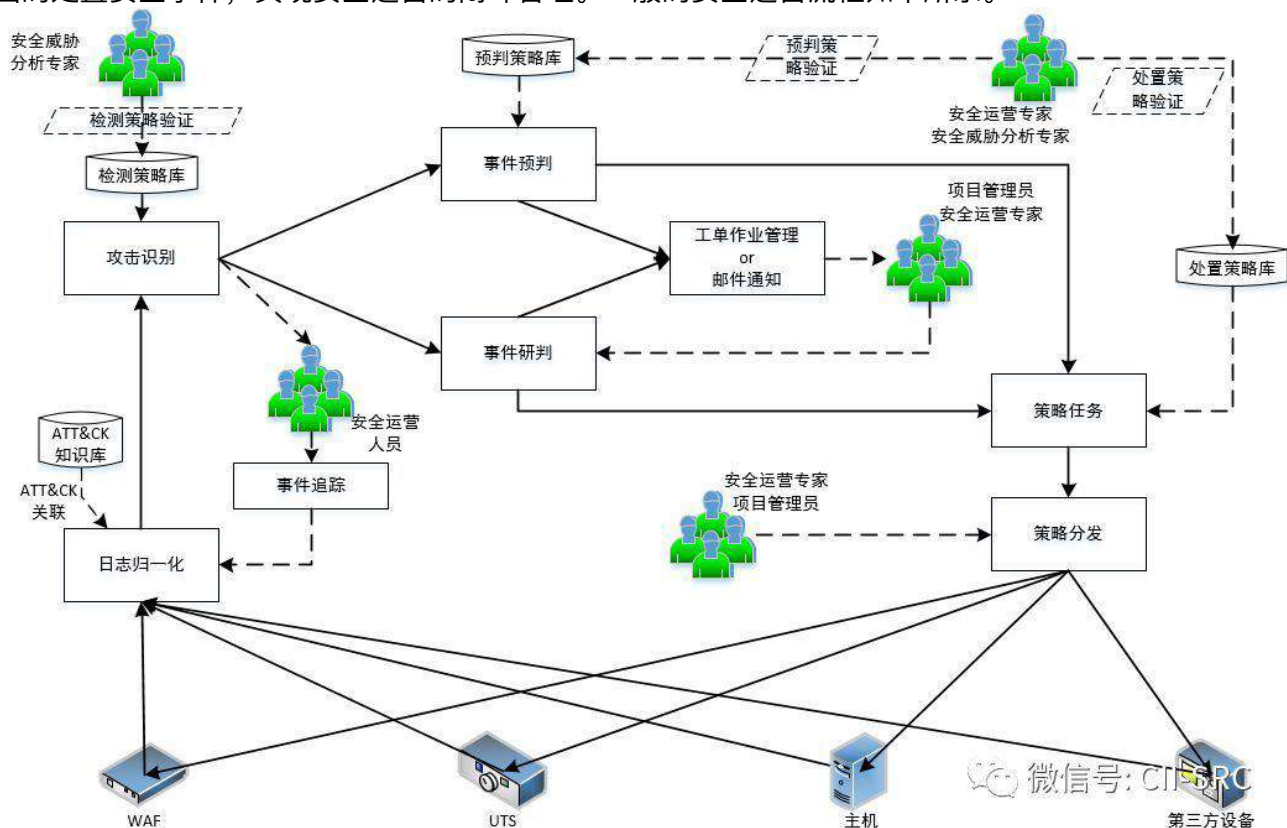 安全威胁
分析专家
检测策略验证
检测策略库
攻击识别
预判策略库
预判策
略验证
处置策
略验证
安全运营专家
安全威胁分析专家
事件预判
项目管理员
安全运营专家
工单作业管理
or
邮件通知
处置策略库
事件研判
策略任务
安全运营
人员
ATT&CK
知识库
ATT&CK
关联
事件追踪
安全运营专家
项目管理员
日志归一化
策略分发
WAF
UTS
主机
第三方设备
微信号: CII-SRC